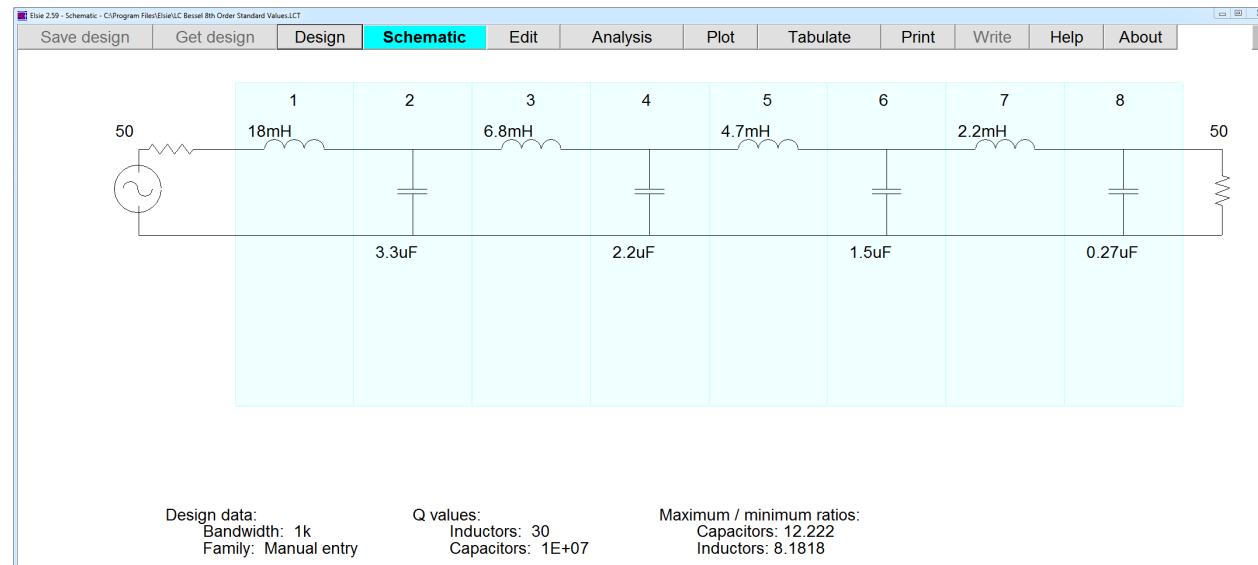 Elsie 2.59 - Schematic - C:\Program Files\Elsie\LC Bessel 8th Order Standard Values.LCT
Save design Get design Design Schematic Edit Analysis Plot Tabulate Print Write Help About
1 2 3 4 5 6 7 8
50 18mH 6.8mH 4.7mH 2.2mH 50
3.3uF 2.2uF 1.5uF 0.27uF
Design data: Q values: Maximum / minimum ratios:
Bandwidth: 1k Inductors: 30 Capacitors: 12.222
Family: Manual entry Capacitors: 1E+07 Inductors: 8.1818